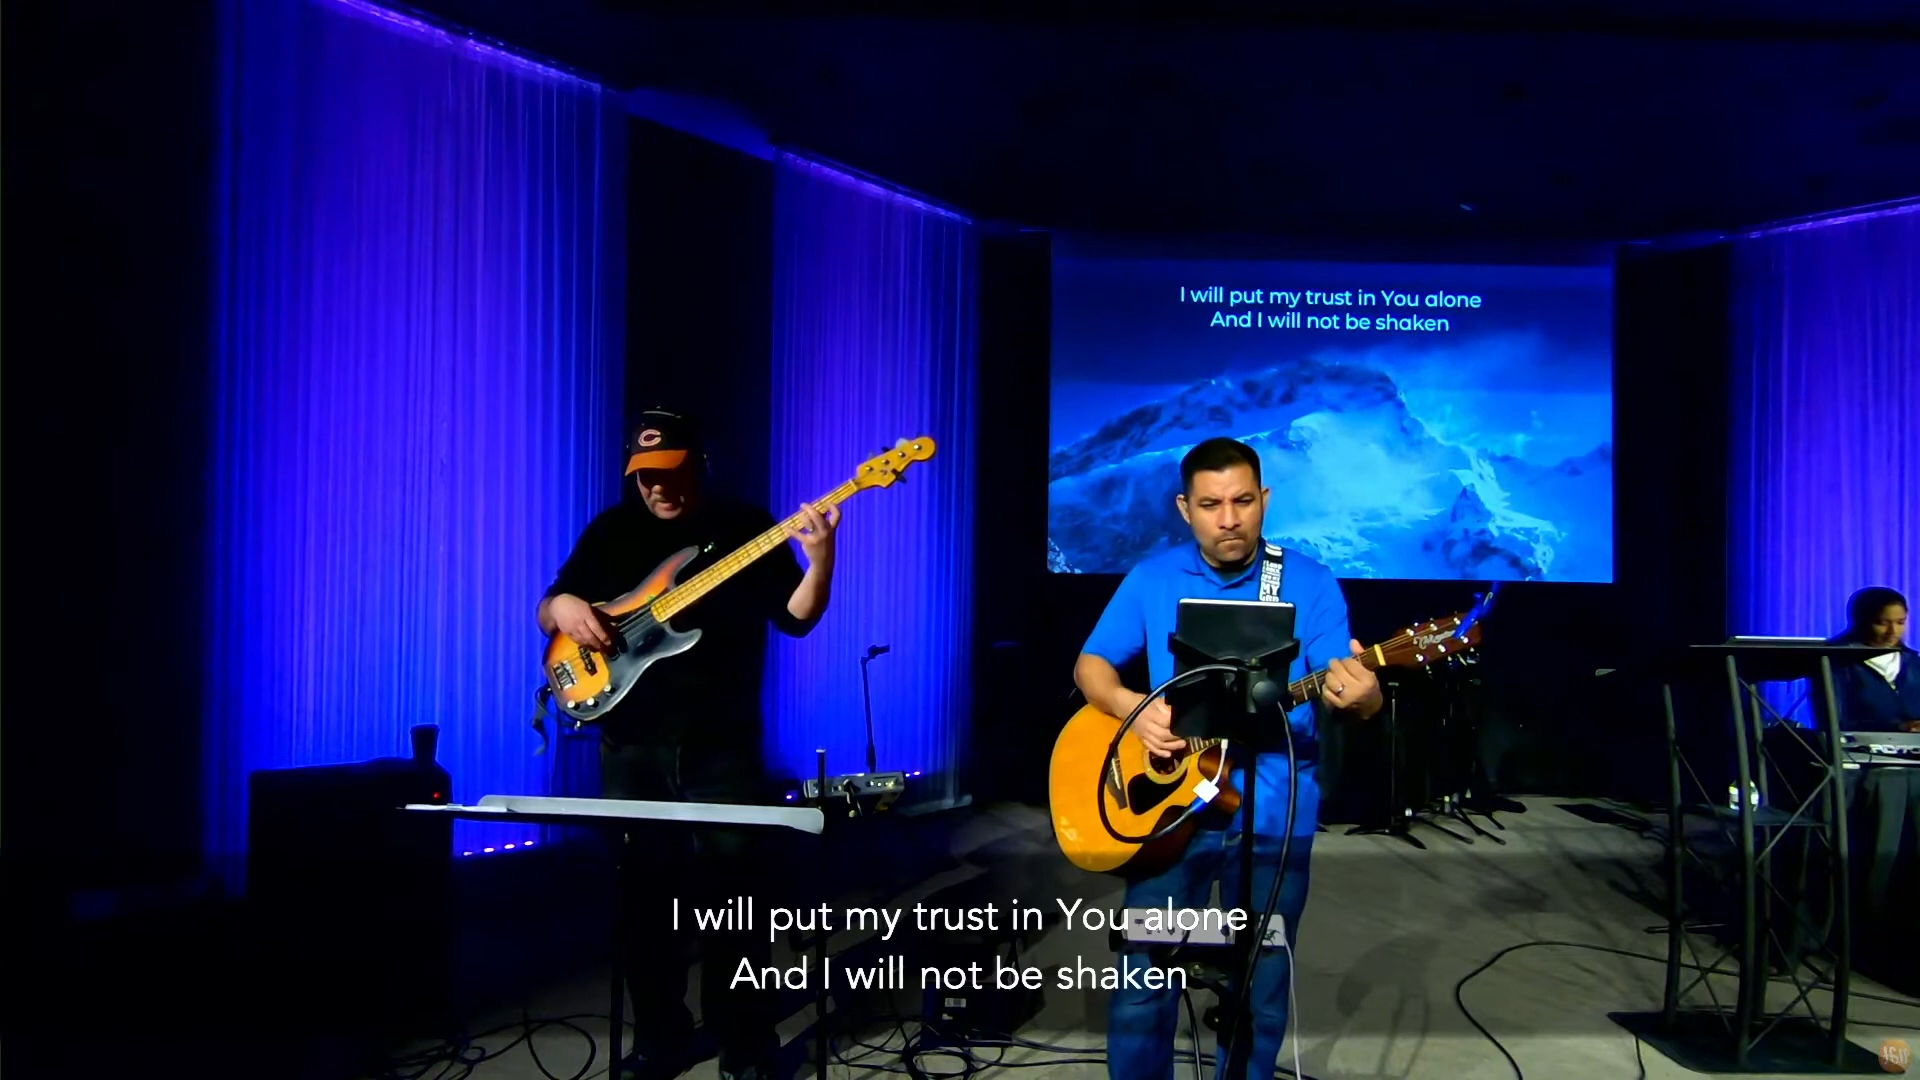 I will put my trust in You alone
And I will not be shaken
C
MY
I will put my trust in You alone
And I will not be shaken